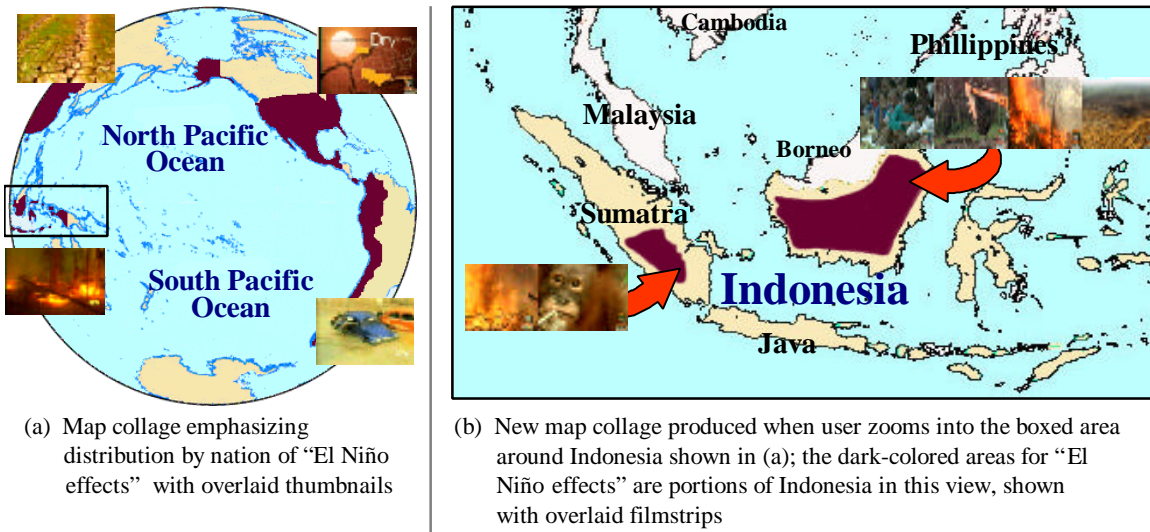 Dry
North Pacific
Ocean
South Pacific
Ocean
(a) Map collage emphasizing
distribution by nation of “El Niño
effects” with overlaid thumbnails
Cambodia
Phillippines
Malaysia
Borneo
Sumatra
Indonesia
Java
(b) New map collage produced when user zooms into the boxed area
around Indonesia shown in (a); the dark-colored areas for “El
Niño effects” are portions of Indonesia in this view, shown
with overlaid filmstrips